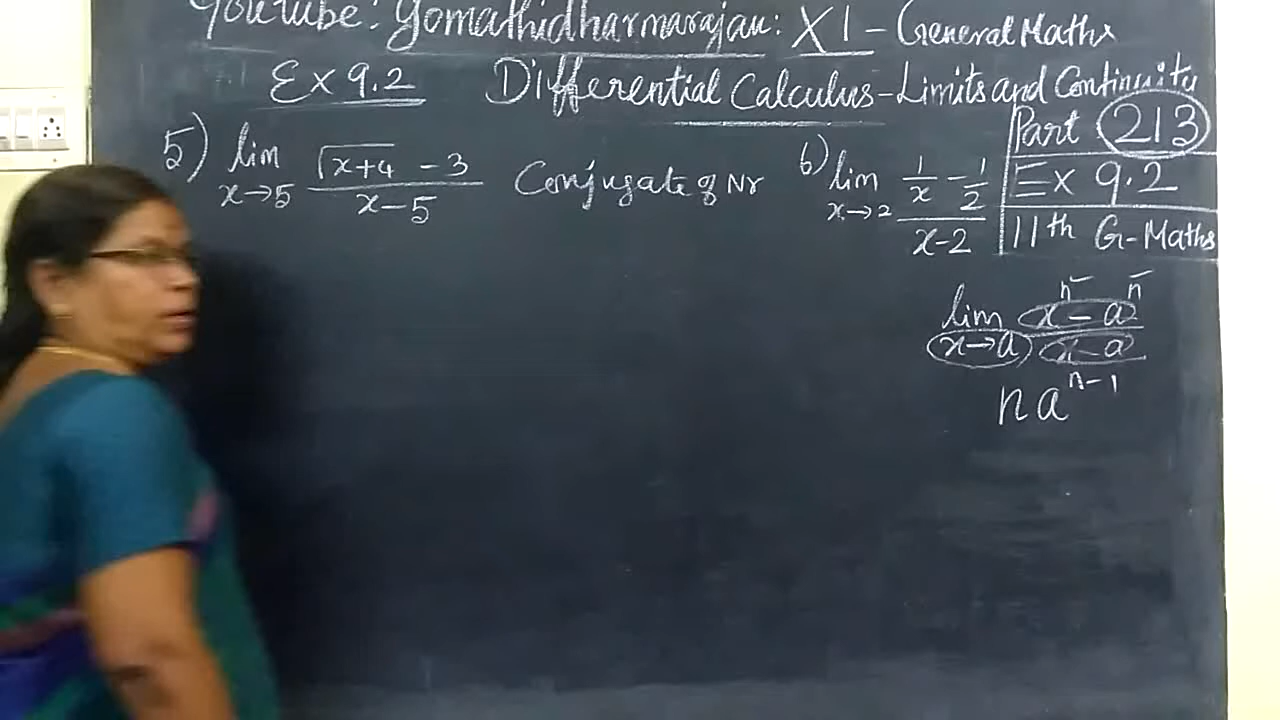 Youtube: Gomathidharmarajan: XI - General Maths
Ex 9.2 Differential Calculus - Limits and Continuity
Part 213
Ex 9.2
11th G-Maths
5) lim x→5 √x+4 - 3 / x-5 Conjugate of Nr
6) lim x→2 1/x - 1/2 / x-2
lim x→a xⁿ - aⁿ / x-a
n aⁿ⁻¹